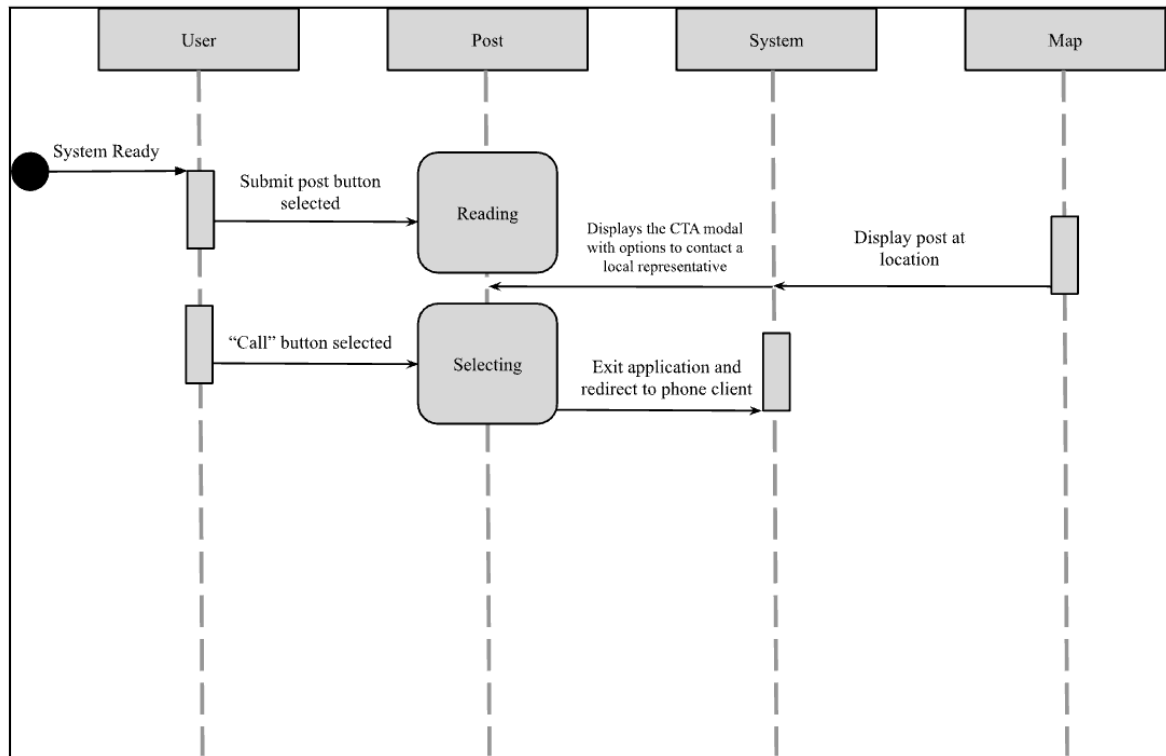 User
Post
System
Map
System Ready
Submit post button
selected
Reading
Displays the CTA modal
with options to contact a
local representative
Display post at
location
“Call” button selected
Selecting
Exit application and
redirect to phone client